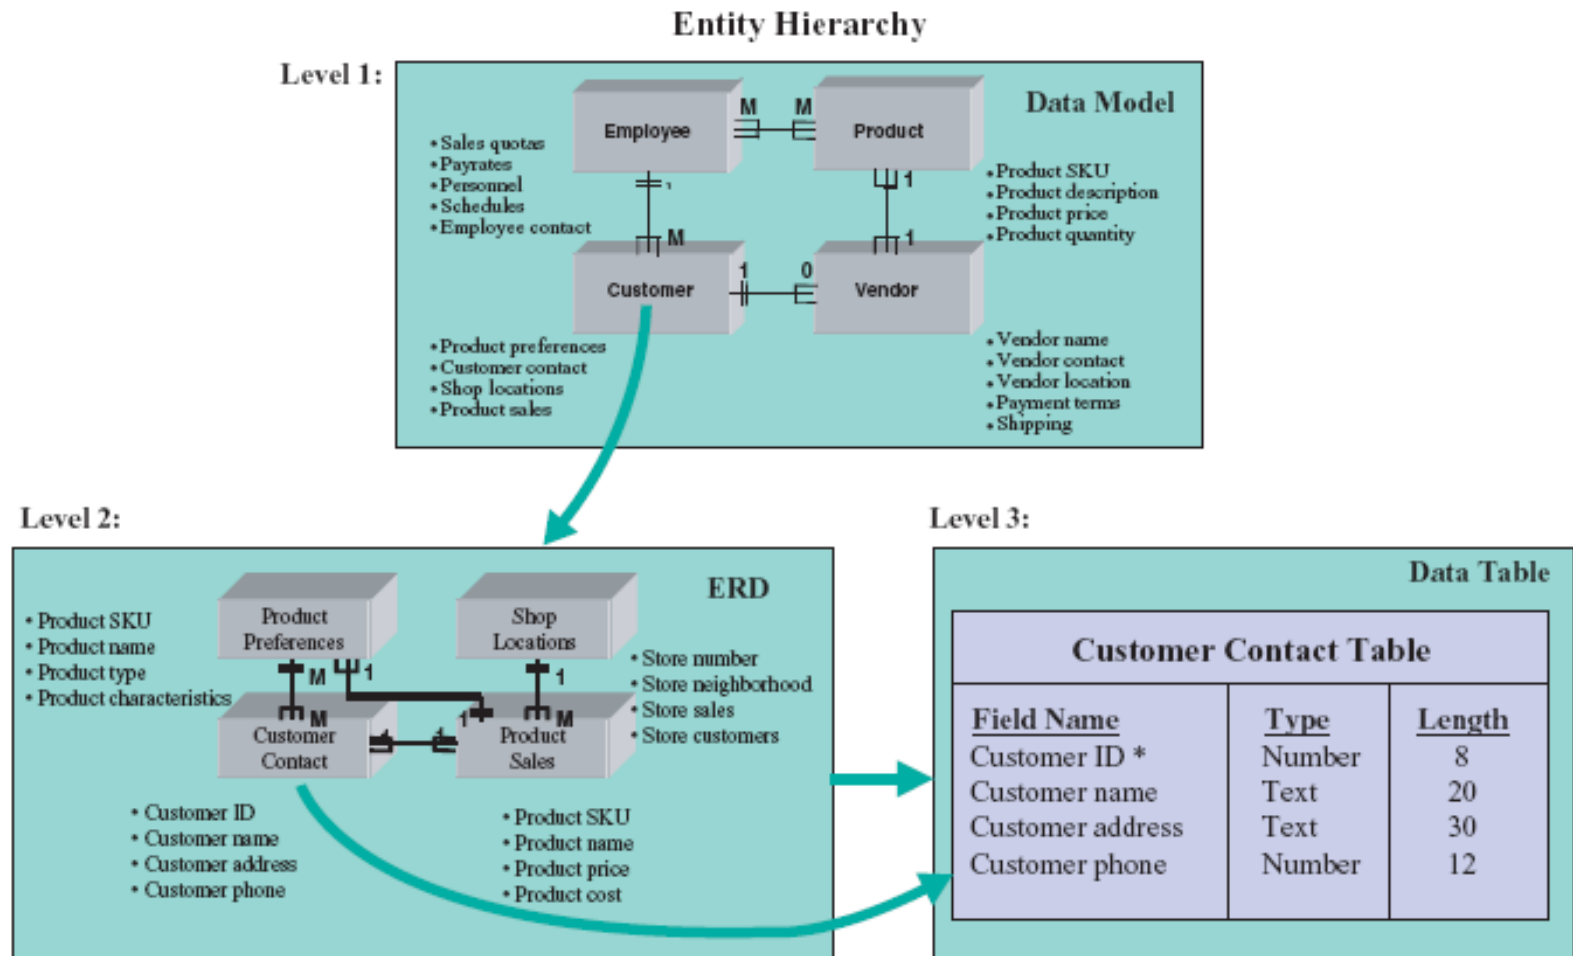 Entity Hierarchy
Level 1:
Data Model
Employee
M
M
Product
• Sales quotas
• Payrates
• Personnel
• Schedules
• Employee contact
1
1
• Product SKU
• Product description
• Product price
• Product quantity
M
1
Customer
1
0
Vendor
• Product preferences
• Customer contact
• Shop locations
• Product sales
• Vendor name
• Vendor contact
• Vendor location
• Payment terms
• Shipping
Level 2:
ERD
Product
Preferences
Shop
Locations
• Product SKU
• Product name
• Product type
• Product characteristics
M
1
1
• Store number
• Store neighborhood
• Store sales
• Store customers
M
1
M
Customer
Contact
1
1
Product
Sales
• Customer ID
• Customer name
• Customer address
• Customer phone
• Product SKU
• Product name
• Product price
• Product cost
Level 3:
Data Table
Customer Contact Table
Field Name Type Length
Customer ID * Number 8
Customer name Text 20
Customer address Text 30
Customer phone Number 12